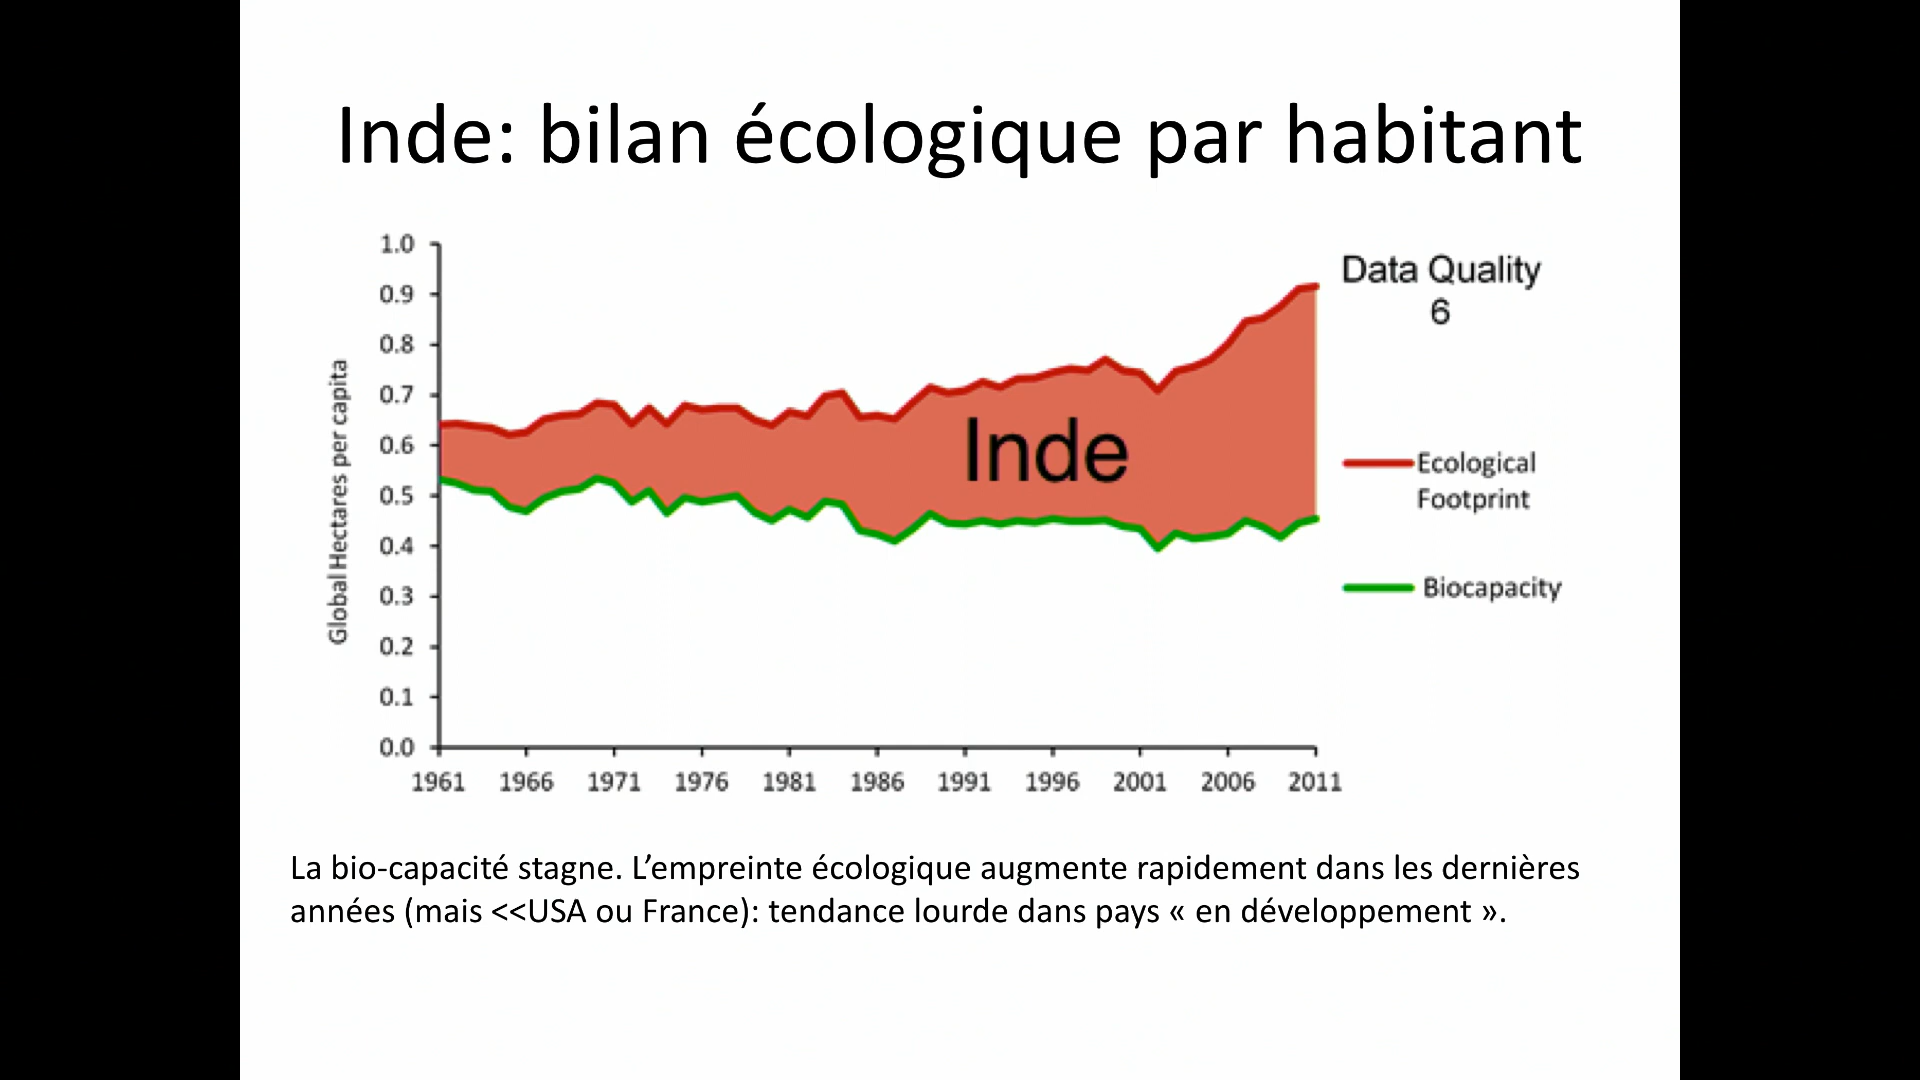 Inde: bilan écologique par habitant
1.0
0.9
0.8
0.7
0.6
0.5
0.4
0.3
0.2
0.1
0.0
Global Hectares per capita
1961 1966 1971 1976 1981 1986 1991 1996 2001 2006 2011
Inde
Data Quality
6
Ecological
Footprint
Biocapacity
La bio-capacité stagne. L’empreinte écologique augmente rapidement dans les dernières
années (mais <<USA ou France): tendance lourde dans pays « en développement ».